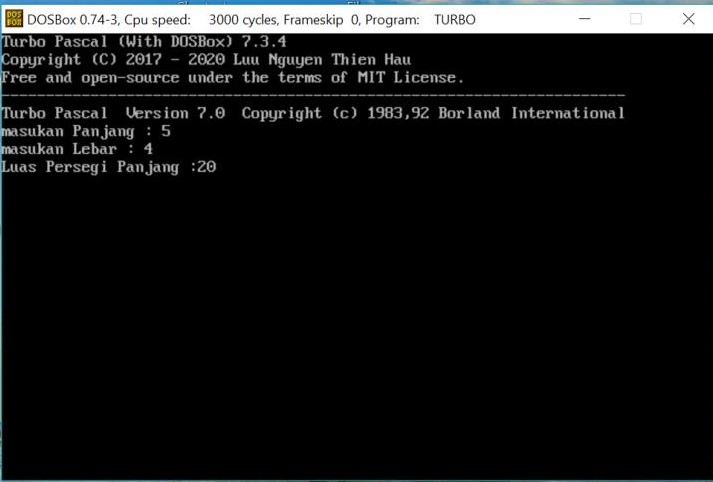 DOSBox 0.74-3, Cpu speed: 3000 cycles, Frameskip 0, Program: TURBO
Turbo Pascal (With DOSBox) 7.3.4
Copyright (C) 2017 - 2020 Luu Nguyen Thien Hau
Free and open-source under the terms of MIT License.
Turbo Pascal Version 7.0 Copyright (c) 1983,92 Borland International
masukan Panjang : 5
masukan Lebar : 4
Luas Persegi Panjang :20